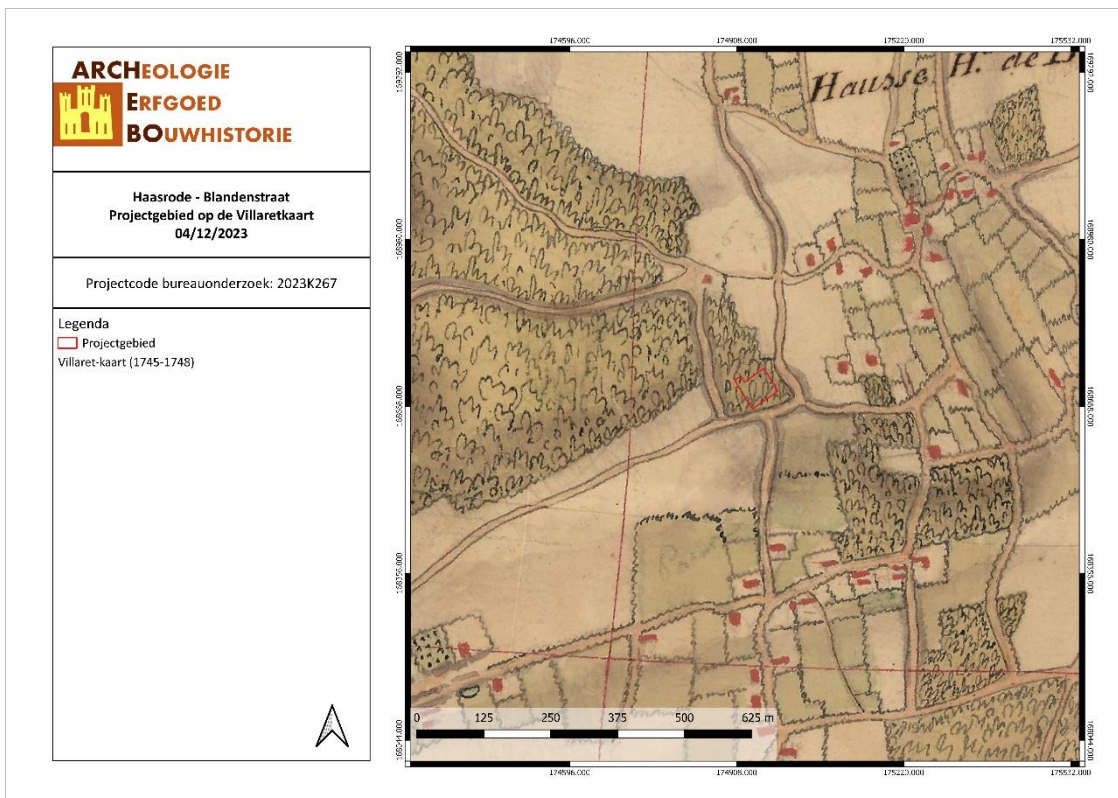 ARCHEOLOGIE
ERFGOED
BOUWHISTORIE
Haasrode - Blandenstraat
Projectgebied op de Villaretkaart
04/12/2023
Projectcode bureauonderzoek: 2023K267
Legenda
Projectgebied
Villaret-kaart (1745-1748)
174596.000 174908.000 175220.000 175532.000
Hausse H. de
0 125 250 375 500 625 m
174596.000 174908.000 175220.000 175532.000